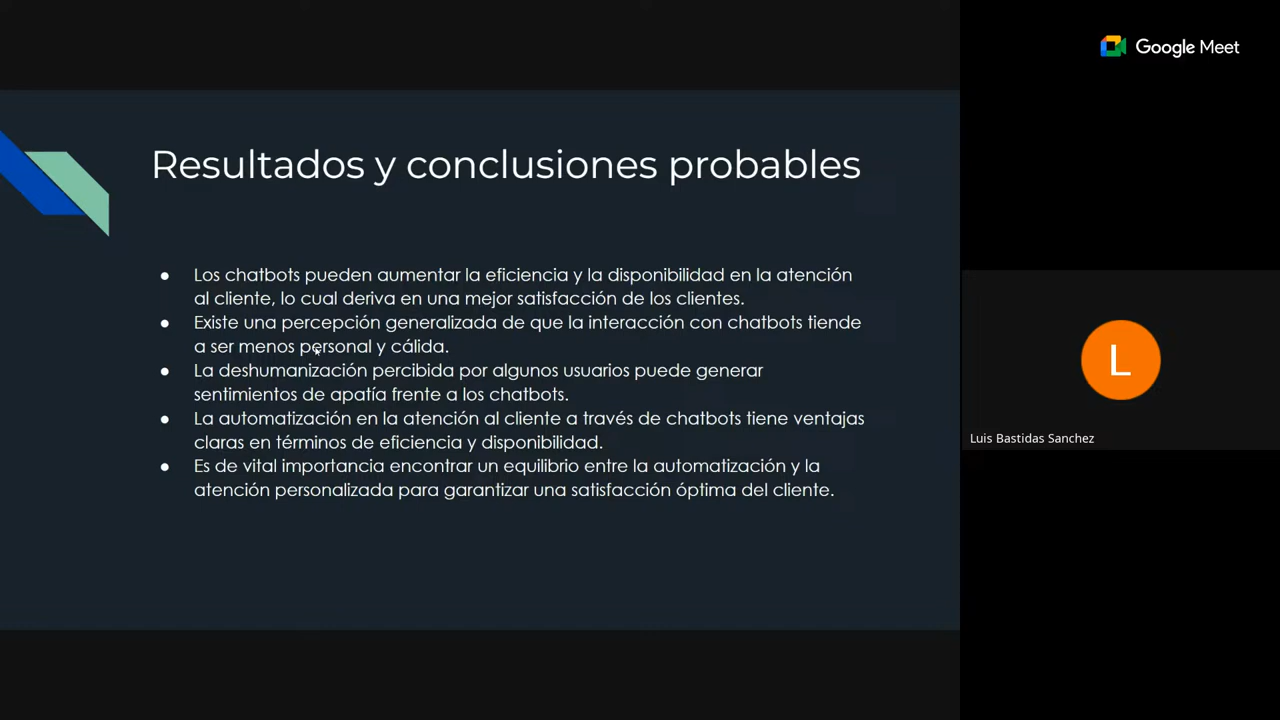 Google Meet
Resultados y conclusiones probables
● Los chatbots pueden aumentar la eficiencia y la disponibilidad en la atención
al cliente, lo cual deriva en una mejor satisfacción de los clientes.
● Existe una percepción generalizada de que la interacción con chatbots tiende
a ser menos personal y cálida.
● La deshumanización percibida por algunos usuarios puede generar
sentimientos de apatía frente a los chatbots.
● La automatización en la atención al cliente a través de chatbots tiene ventajas
claras en términos de eficiencia y disponibilidad.
● Es de vital importancia encontrar un equilibrio entre la automatización y la
atención personalizada para garantizar una satisfacción óptima del cliente.
L
Luis Bastidas Sanchez